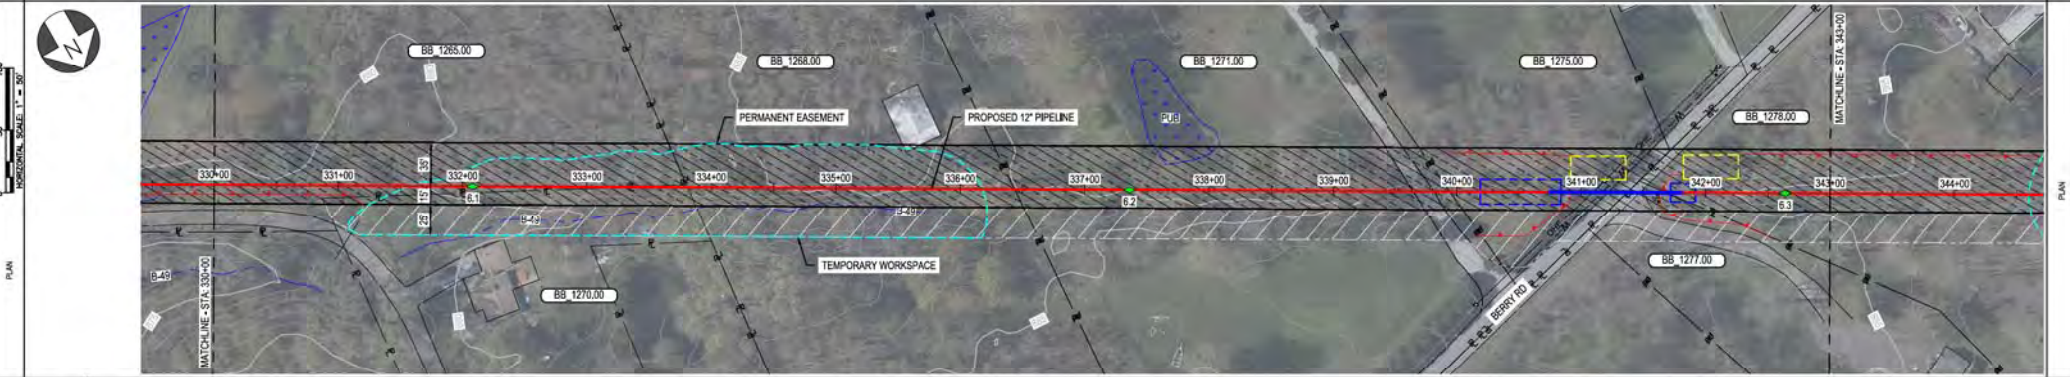 N
HORIZONTAL SCALE: 1" = 50'
PLAN
PLAN
MATCHLINE - STA: 330+00
MATCHLINE - STA: 343+00
BB_1265.00
BB_1268.00
BB_1271.00
BB_1275.00
BB_1278.00
PERMANENT EASEMENT
PROPOSED 12" PIPELINE
PUB
35'
15'
25'
330+00
331+00
332+00
333+00
334+00
335+00
336+00
337+00
338+00
339+00
340+00
341+00
342+00
343+00
344+00
6.1
6.2
6.3
B-49
B-49
B-49
TEMPORARY WORKSPACE
BB_1270.00
BB_1277.00
BERRY RD